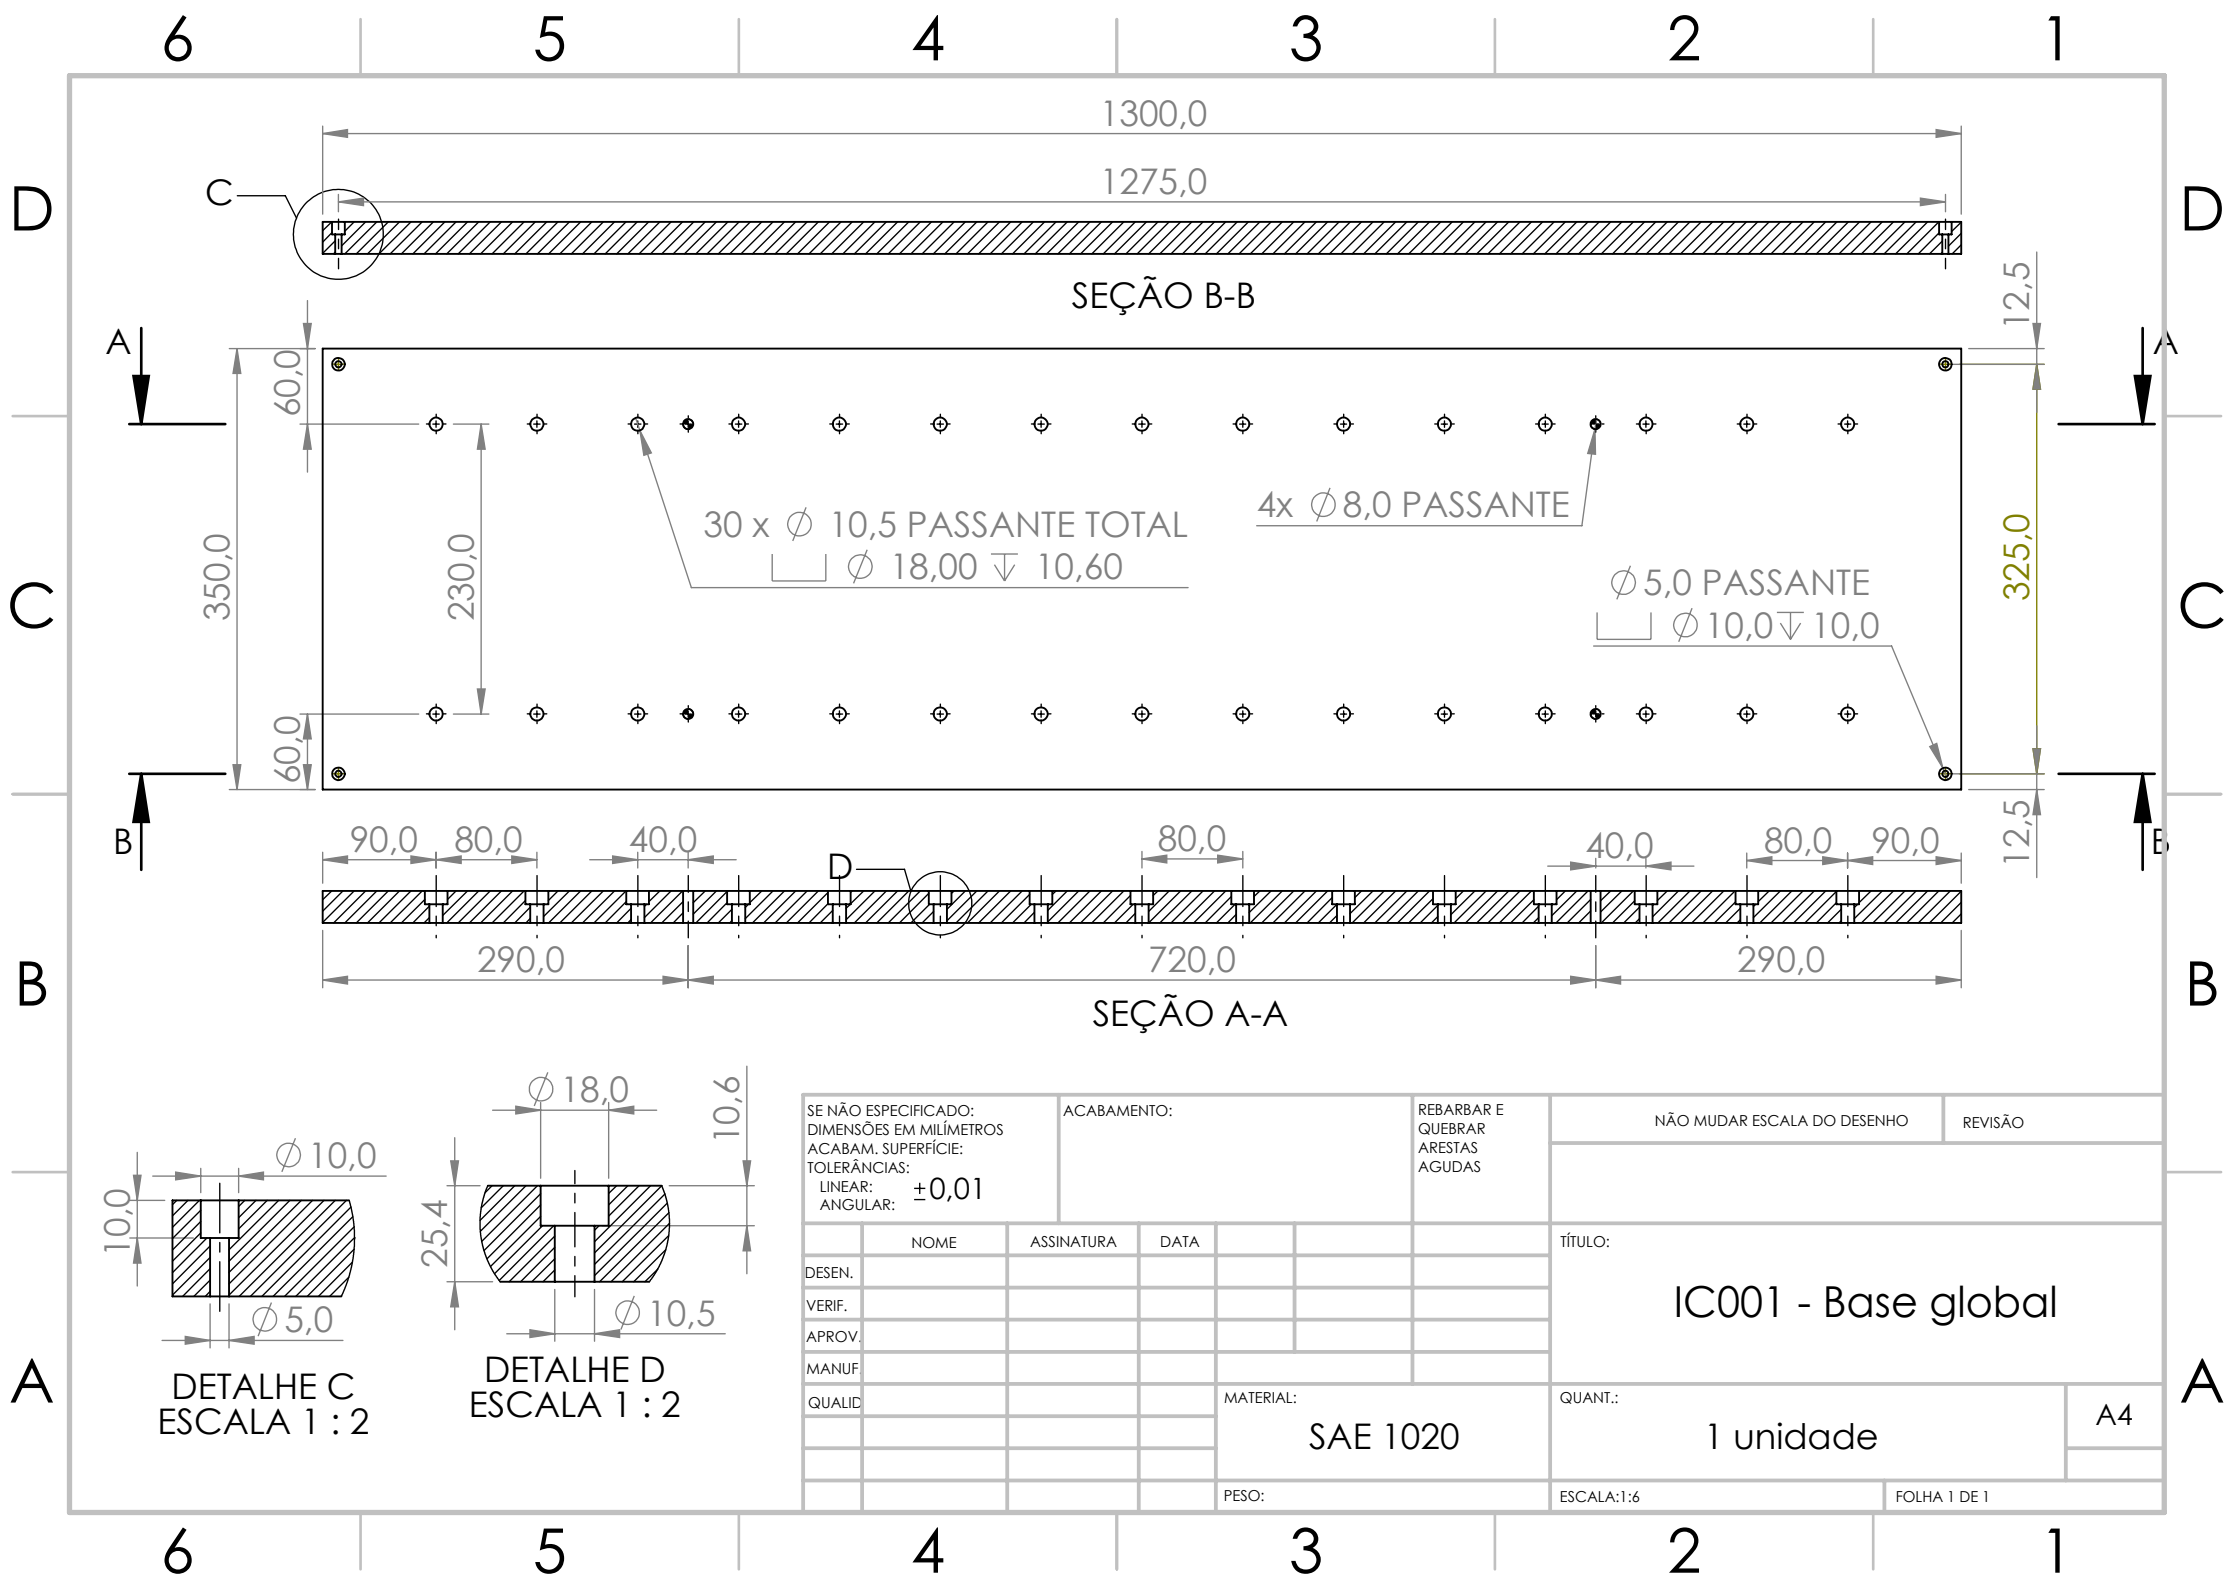 6 5 4 3 2 1
1300,0
1275,0
C
D D
SEÇÃO B-B
12,5
A A
60,0
30 x ∅ 10,5 PASSANTE TOTAL
⌴ ∅ 18,00 ↧ 10,60
4x ∅8,0 PASSANTE
350,0
230,0
325,0
∅5,0 PASSANTE
⌴ ∅10,0 ↧ 10,0
C C
60,0
B B
12,5
90,0 80,0 40,0 80,0 40,0 80,0 90,0
D
290,0 720,0 290,0
B B
SEÇÃO A-A
∅10,0
10,0
∅5,0
DETALHE C
ESCALA 1 : 2
∅18,0
10,6
25,4
∅10,5
DETALHE D
ESCALA 1 : 2
A A
SE NÃO ESPECIFICADO:
DIMENSÕES EM MILÍMETROS
ACABAM. SUPERFÍCIE:
TOLERÂNCIAS:
LINEAR: ±0,01
ANGULAR:
ACABAMENTO:
REBARBAR E
QUEBRAR
ARESTAS
AGUDAS
NÃO MUDAR ESCALA DO DESENHO
REVISÃO
NOME ASSINATURA DATA
DESEN.
VERIF.
APROV.
MANUF
QUALID
TÍTULO:
IC001 - Base global
MATERIAL:
SAE 1020
QUANT.:
1 unidade
A4
PESO:
ESCALA:1:6
FOLHA 1 DE 1
6 5 4 3 2 1